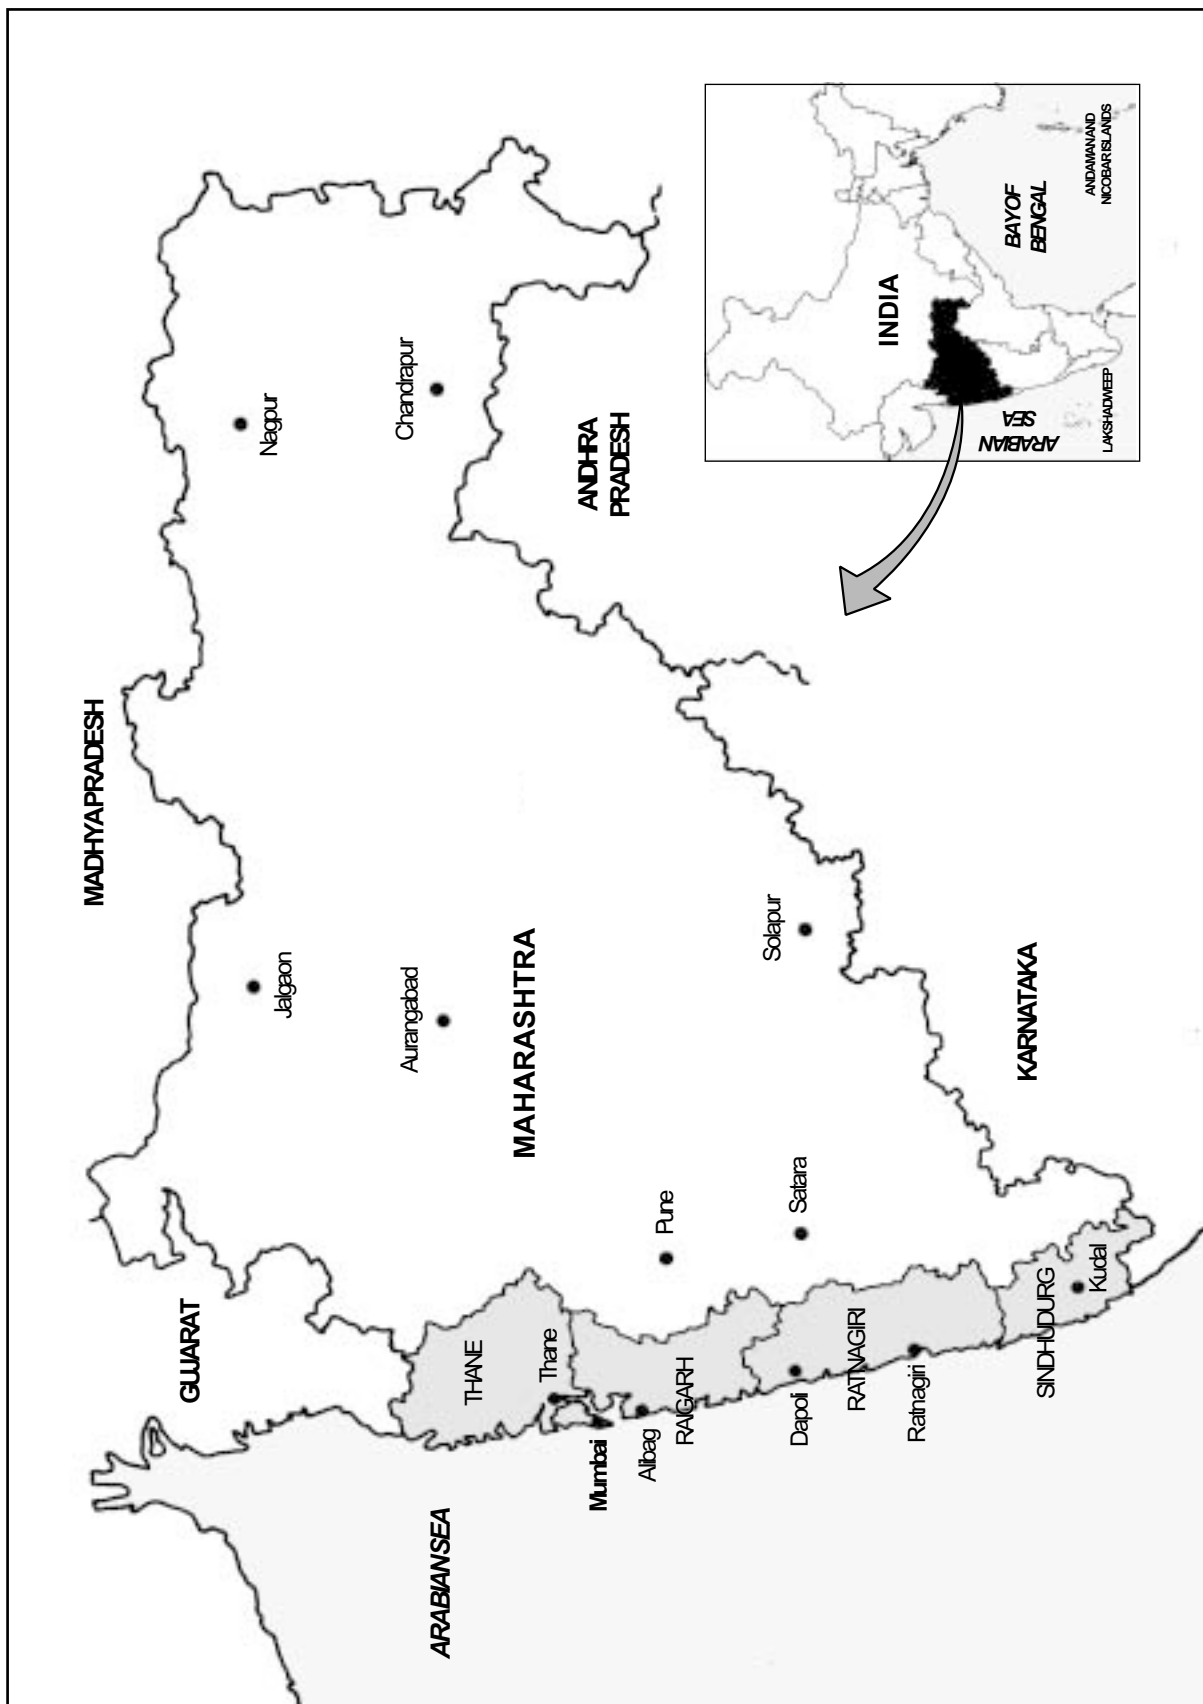 MADHYAPRADESH
GUJARAT
Nagpur
Jalgaon
Chandrapur
Aurangabad
MAHARASHTRA
ANDHRA
PRADESH
THANE
Thane
Mumbai
Alibag
RAIGARH
Pune
Satara
Solapur
Dapoli
RATNAGIRI
Ratnagiri
SINDHUDURG
Kudal
KARNATAKA
ARABIANSEA
INDIA
BAYOF
BENGAL
ANDAMANAND
NICOBARISLANDS
ARABIAN
SEA
LAKSHADWEEP